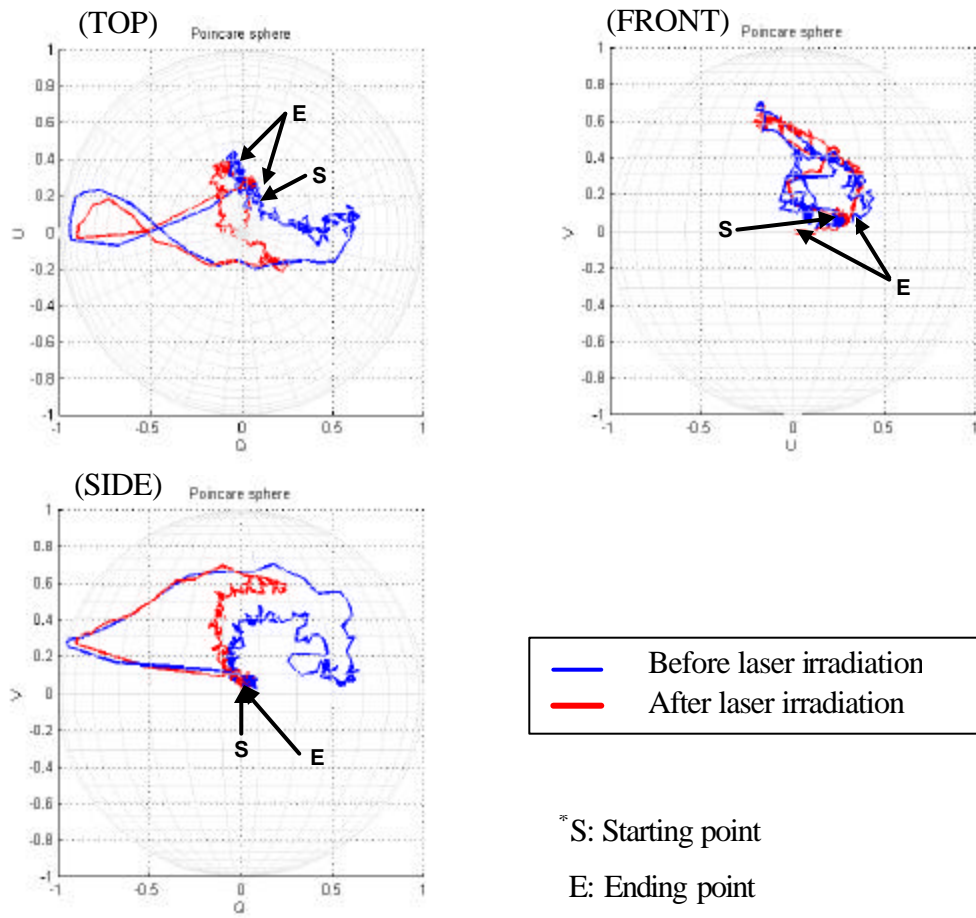 (TOP)
Poincare sphere
1
0.8
0.6
0.4
0.2
0
-0.2
-0.4
-0.6
-0.8
-1
-1
-0.5
0
0.5
1
U
Q
E
S
(FRONT)
Poincare sphere
1
0.8
0.6
0.4
0.2
0
0.2
0.4
0.6
-0.8
-1
-1
-0.5
0
0.5
1
V
U
S
E
(SIDE)
Poincare sphere
1
0.8
0.6
0.4
0.2
0
0.2
0.4
0.6
-0.8
-1
-1
-0.5
0
0.5
1
V
Q
S
E
Before laser irradiation
After laser irradiation
*S: Starting point
E: Ending point